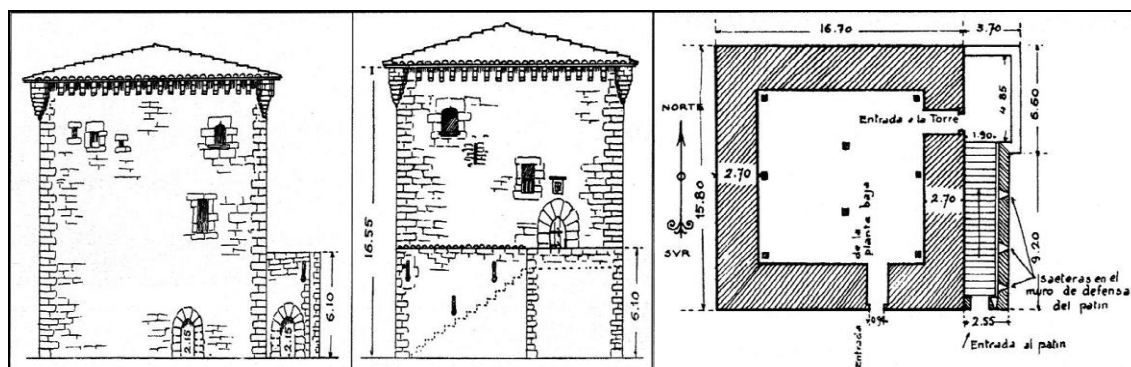 2.15
2.15
6.10
16.55
6.10
16.70
3.70
NORTE
SVR
15.80
2.70
Entrada a la Torre
1.90
4.85
6.60
2.70
de la
planta baja
9.20
saeteras en el
muro de defensa
del patin
0.94
2.55
Entrada
Entrada al patin